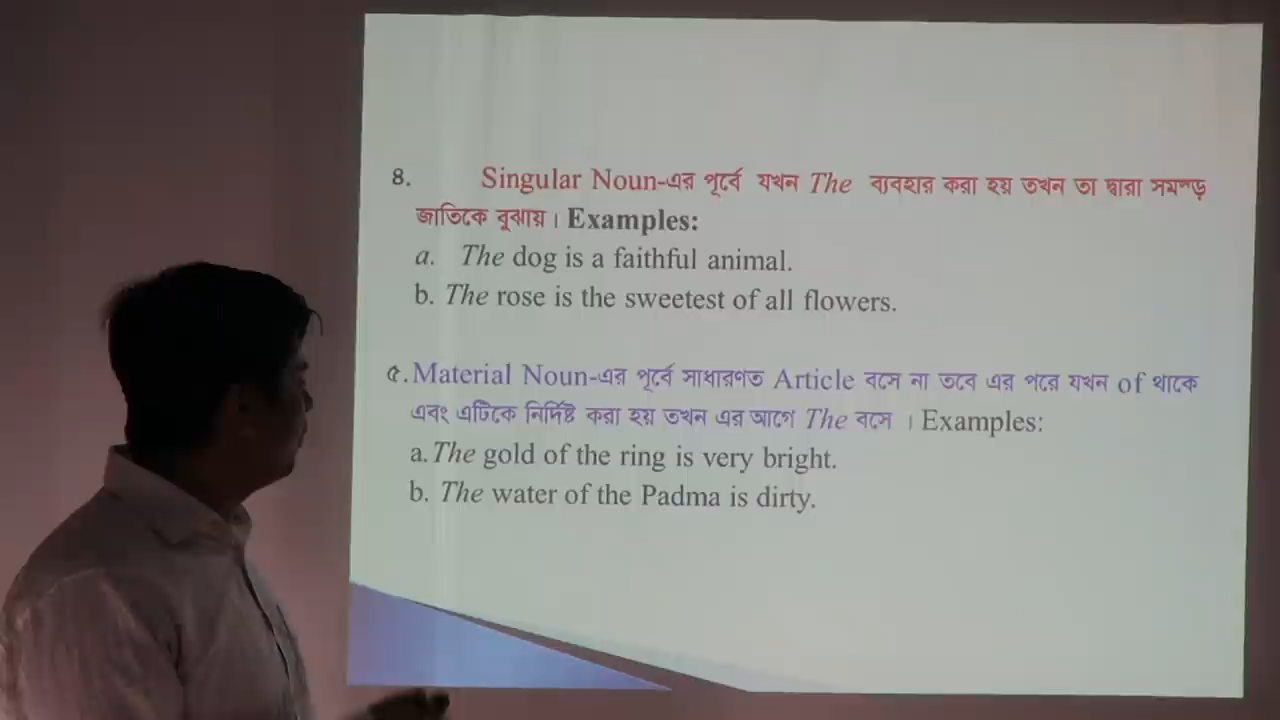 ৪. Singular Noun-এর পূর্বে যখন The ব্যবহার করা হয় তখন তা দ্বারা
জাতিকে বুঝায়। Examples:
a. The dog is a faithful animal.
b. The rose is the sweetest of all flowers.
৫. Material Noun-এর পূর্বে সাধারণত Article বসে না তবে এর পরে যখন of থাকে
এবং এটিকে নির্দিষ্ট করা হয় তখন এর আগে The বসে । Examples:
a. The gold of the ring is very bright.
b. The water of the Padma is dirty.